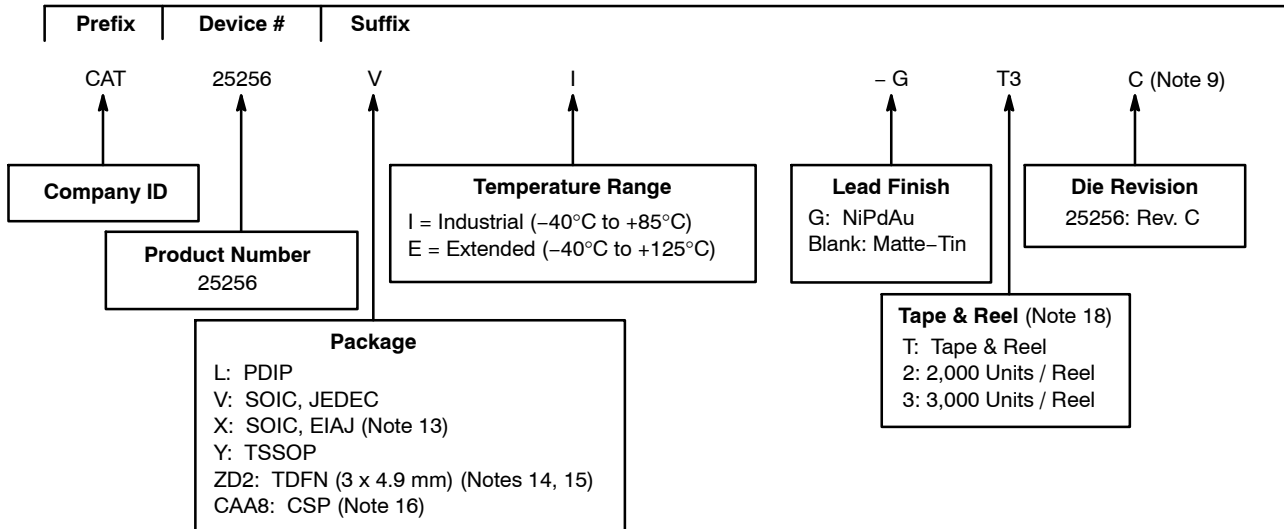 Prefix Device # Suffix
CAT 25256 V I – G T3 C (Note 9)
Company ID
Product Number
25256
Temperature Range
I = Industrial (−40°C to +85°C)
E = Extended (−40°C to +125°C)
Lead Finish
G: NiPdAu
Blank: Matte−Tin
Die Revision
25256: Rev. C
Package
L: PDIP
V: SOIC, JEDEC
X: SOIC, EIAJ (Note 13)
Y: TSSOP
ZD2: TDFN (3 x 4.9 mm) (Notes 14, 15)
CAA8: CSP (Note 16)
Tape & Reel (Note 18)
T: Tape & Reel
2: 2,000 Units / Reel
3: 3,000 Units / Reel